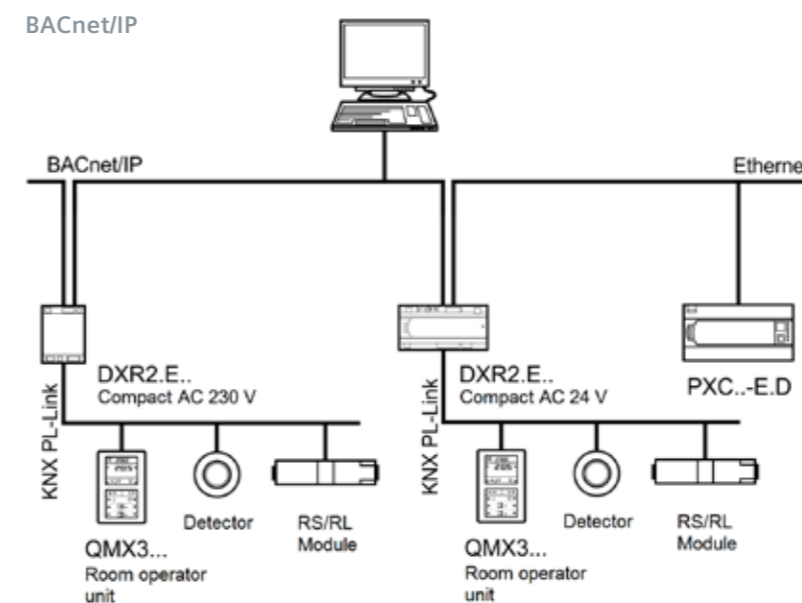 BACnet/IP
BACnet/IP
Etherne
DXR2.E..
Compact AC 230 V
DXR2.E..
Compact AC 24 V
PXC..-E.D
KNX PL-Link
KNX PL-Link
Detector
RS/RL
Module
QMX3...
Room operator
unit
Detector
RS/RL
Module
QMX3...
Room operator
unit